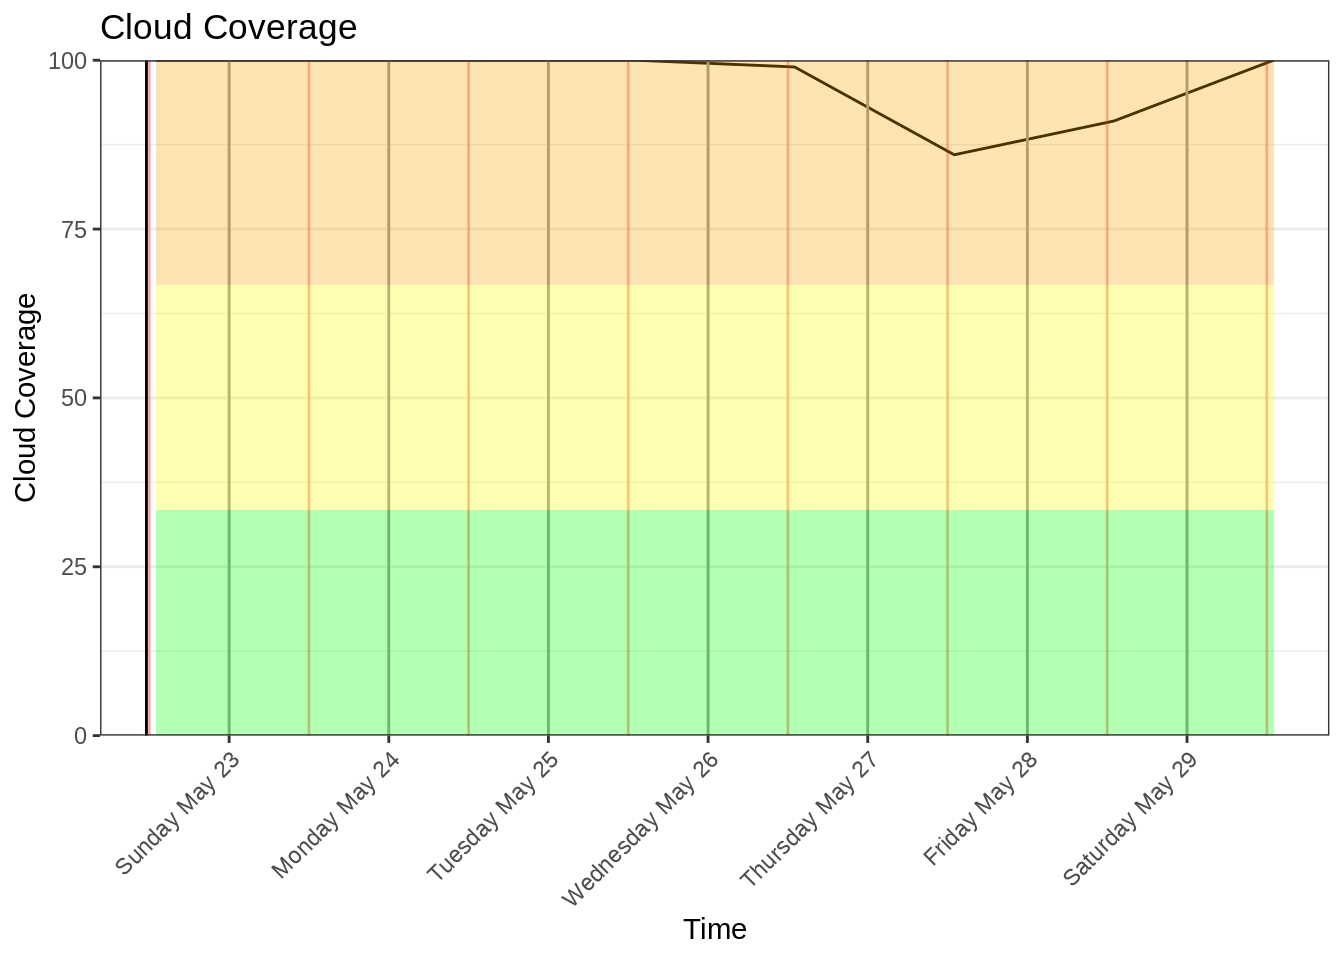 Cloud Coverage
100
75
50
25
0
Cloud Coverage
Sunday May 23
Monday May 24
Tuesday May 25
Wednesday May 26
Thursday May 27
Friday May 28
Saturday May 29
Time